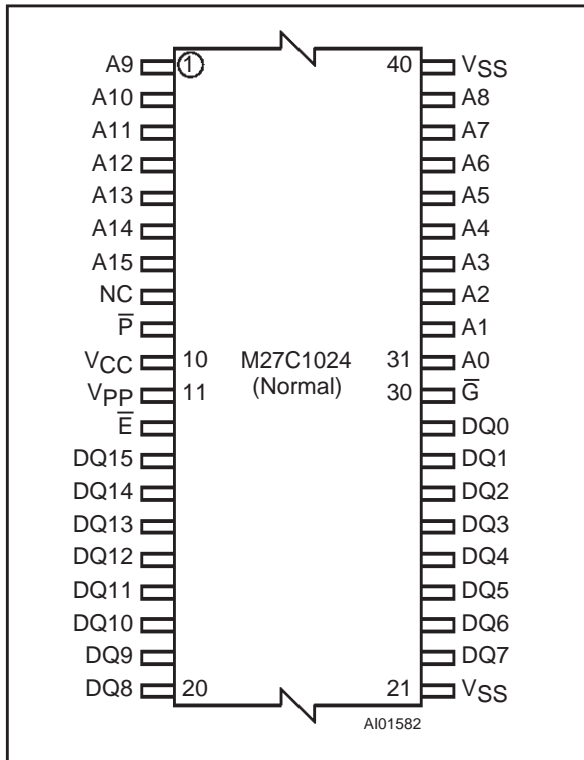 A9 1 40 VSS
A10 A8
A11 A7
A12 A6
A13 A5
A14 A4
A15 A3
NC A2
P̅ A1
VCC 10 M27C1024 31 A0
VPP 11 (Normal) 30 G̅
E̅ DQ0
DQ15 DQ1
DQ14 DQ2
DQ13 DQ3
DQ12 DQ4
DQ11 DQ5
DQ10 DQ6
DQ9 DQ7
DQ8 20 21 VSS
AI01582